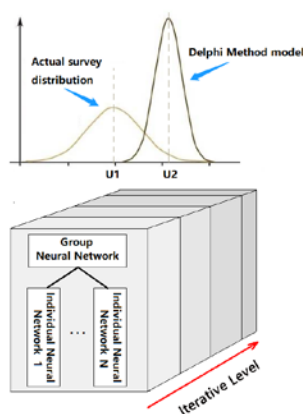 Actual survey
distribution
Delphi Method model
U1
U2
Group
Neural Network
Individual Neural
Network 1
...
Individual Neural
Network N
Iterative Level